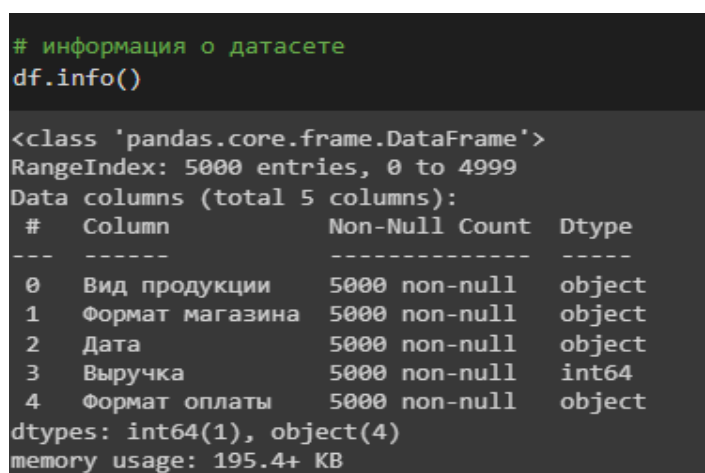 # информация о датасете
df.info()
<class 'pandas.core.frame.DataFrame'>
RangeIndex: 5000 entries, 0 to 4999
Data columns (total 5 columns):
 #   Column           Non-Null Count  Dtype
---  ------           --------------  -----
 0   Вид продукции    5000 non-null   object
 1   Формат магазина  5000 non-null   object
 2   Дата             5000 non-null   object
 3   Выручка          5000 non-null   int64
 4   Формат оплаты    5000 non-null   object
dtypes: int64(1), object(4)
memory usage: 195.4+ KB